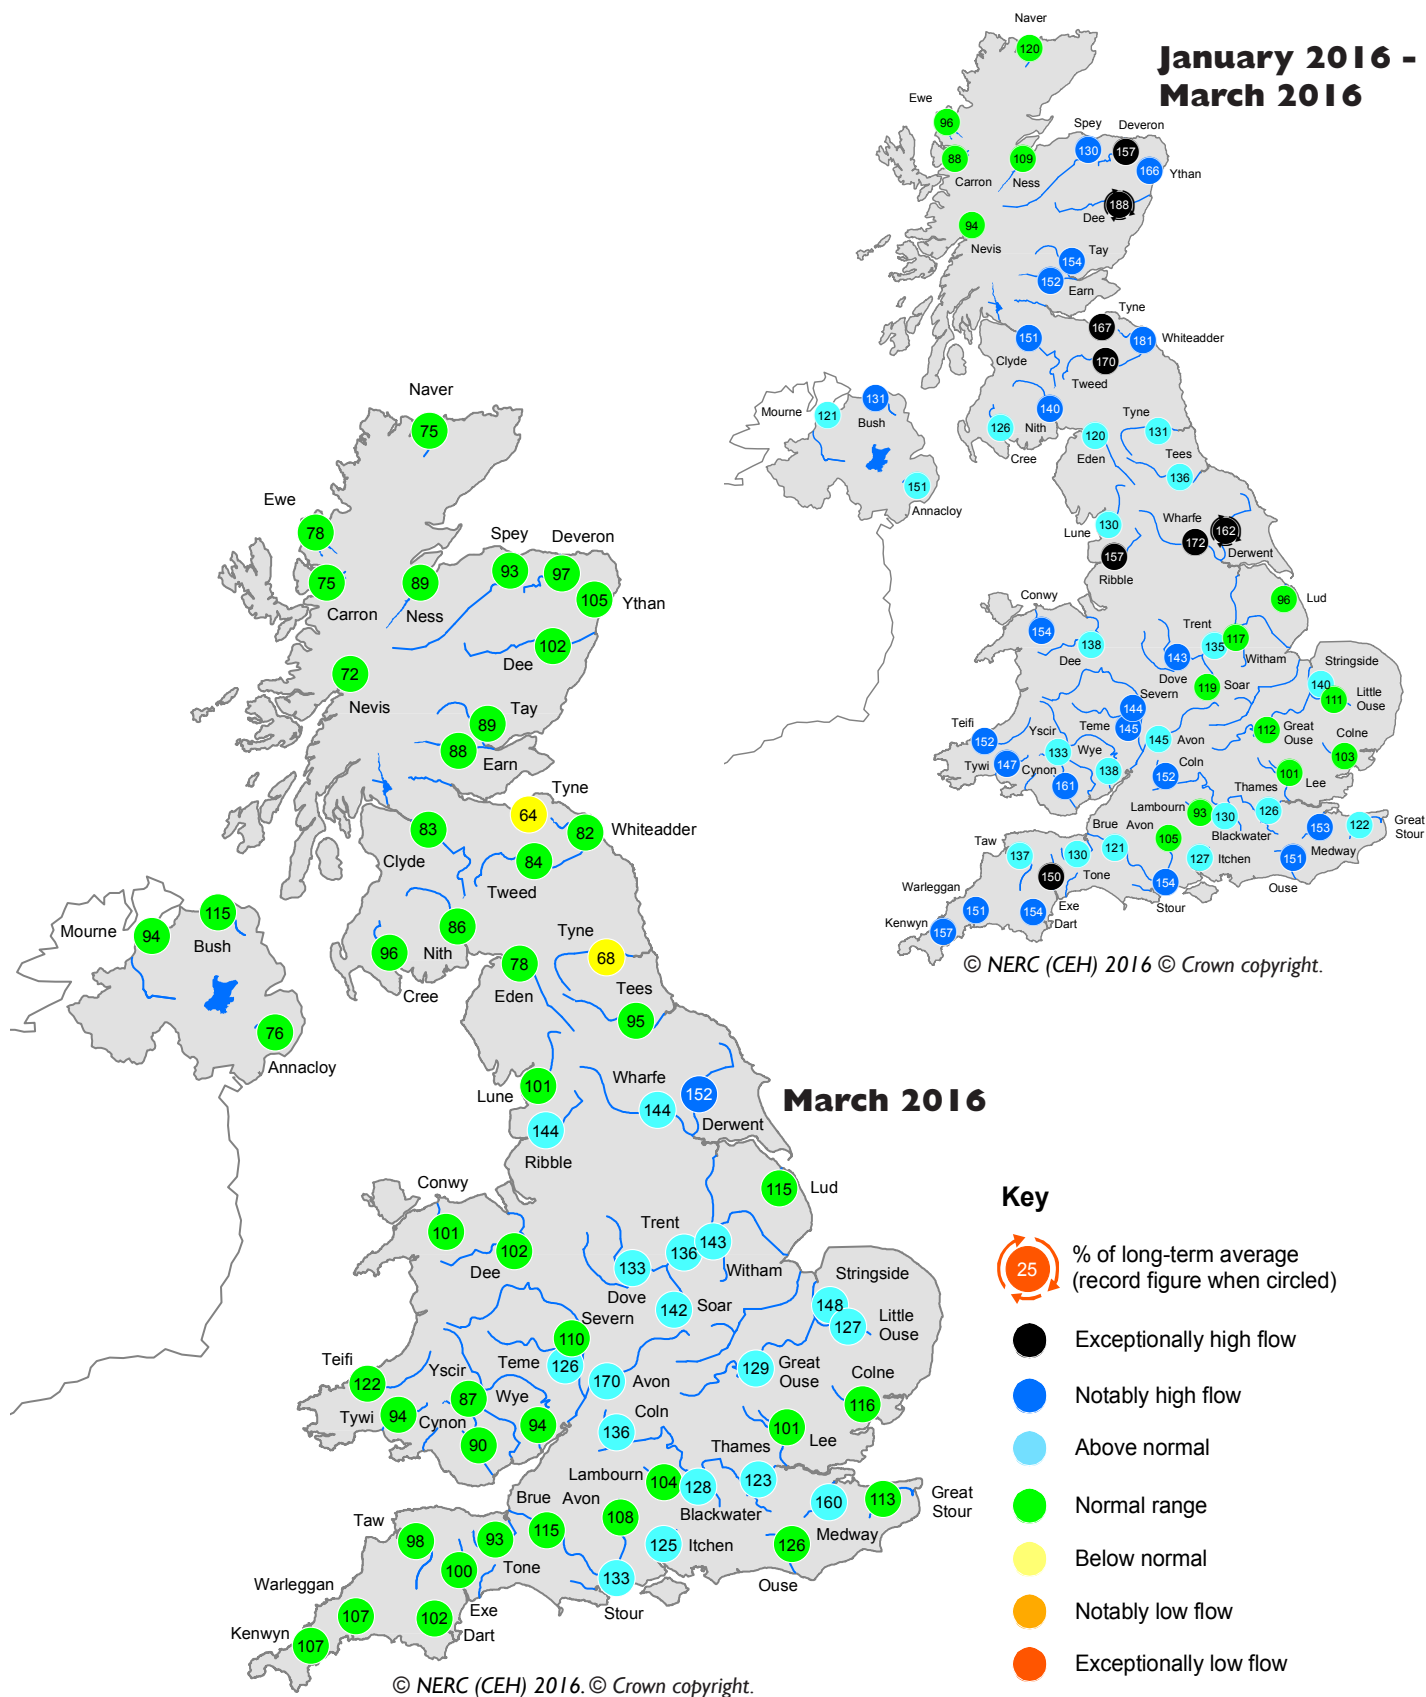 January 2016 -
March 2016
Naver
120
Ewe
96
88
Carron
109
Ness
Spey
130
Deveron
157
166
Ythan
188
Dee
94
Nevis
Tay
154
152
Earn
Tyne
167
181
Whiteadder
151
Clyde
170
Tweed
Mourne
121
131
Bush
151
Annacloy
126
Cree
140
Nith
120
Eden
Tyne
131
Tees
136
Lune
130
157
Ribble
Wharfe
172
162
Derwent
96
Lud
Conwy
154
138
Dee
Trent
135
117
Witham
143
Dove
119
Soar
Stringside
140
111
Little
Ouse
Severn
144
Teme
145
145
Avon
112
Great
Ouse
Colne
103
Teifi
152
Tywi
147
Yscir
133
Wye
138
Cynon
161
Coln
152
101
Lee
Thames
126
Lambourn
93
130
Blackwater
153
Medway
122
Great
Stour
Brue
121
Avon
105
127
Itchen
151
Ouse
Taw
137
130
Tone
150
Exe
154
Stour
Warleggan
151
154
Dart
Kenwyn
157
© NERC (CEH) 2016 © Crown copyright.
March 2016
Naver
75
Ewe
78
75
Carron
89
Ness
Spey
93
Deveron
97
105
Ythan
102
Dee
72
Nevis
89
Tay
88
Earn
Tyne
64
82
Whiteadder
83
Clyde
84
Tweed
Mourne
94
115
Bush
76
Annacloy
96
Cree
86
Nith
78
Eden
Tyne
68
Tees
95
Lune
101
144
Ribble
Wharfe
144
152
Derwent
115
Lud
Conwy
101
102
Dee
Trent
136
143
Witham
133
Dove
142
Soar
Stringside
148
127
Little
Ouse
Severn
110
Teme
126
170
Avon
129
Great
Ouse
Colne
116
Teifi
122
Tywi
94
Yscir
87
Wye
94
Cynon
90
Coln
136
101
Lee
Thames
123
Lambourn
104
128
Blackwater
160
Medway
113
Great
Stour
Brue
115
Avon
108
125
Itchen
126
Ouse
Taw
98
93
Tone
100
Exe
133
Stour
Warleggan
107
102
Dart
Kenwyn
107
© NERC (CEH) 2016. © Crown copyright.
Key
25
% of long-term average
(record figure when circled)
Exceptionally high flow
Notably high flow
Above normal
Normal range
Below normal
Notably low flow
Exceptionally low flow